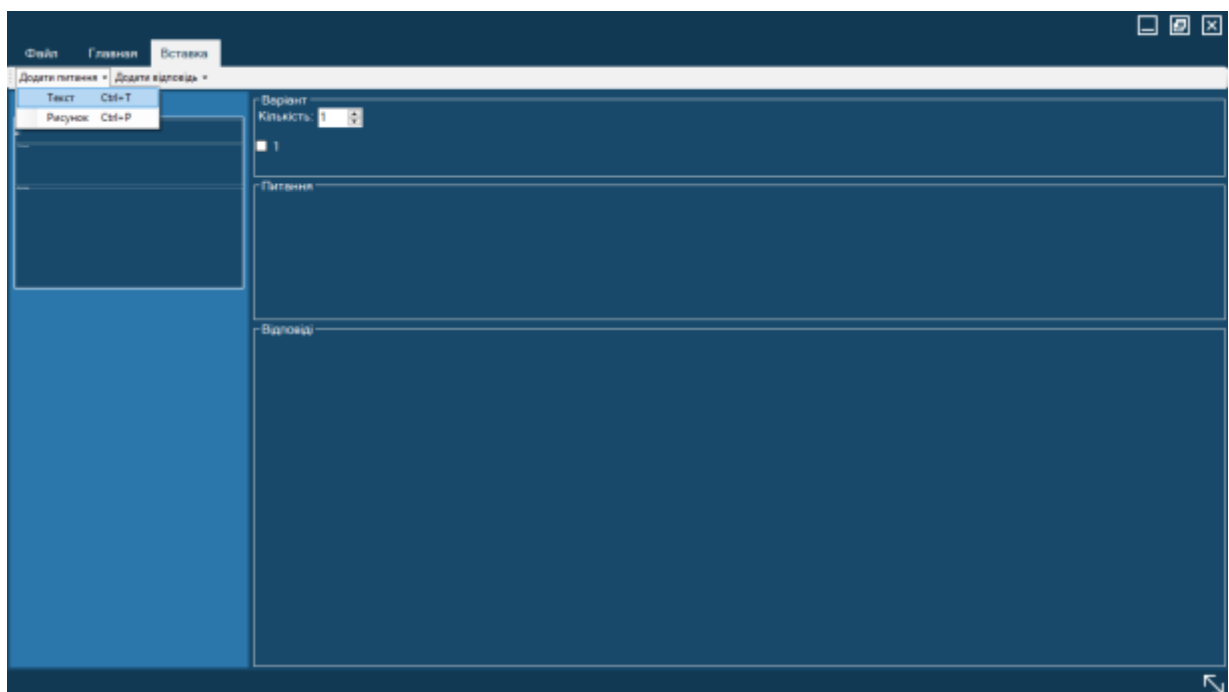 Файл Главная Вставка
Додати питання Додати відповідь
Текст Ctrl+T
Рисунок Ctrl+P
Варіант
Кількість: 1
1
Питання
Відповіді